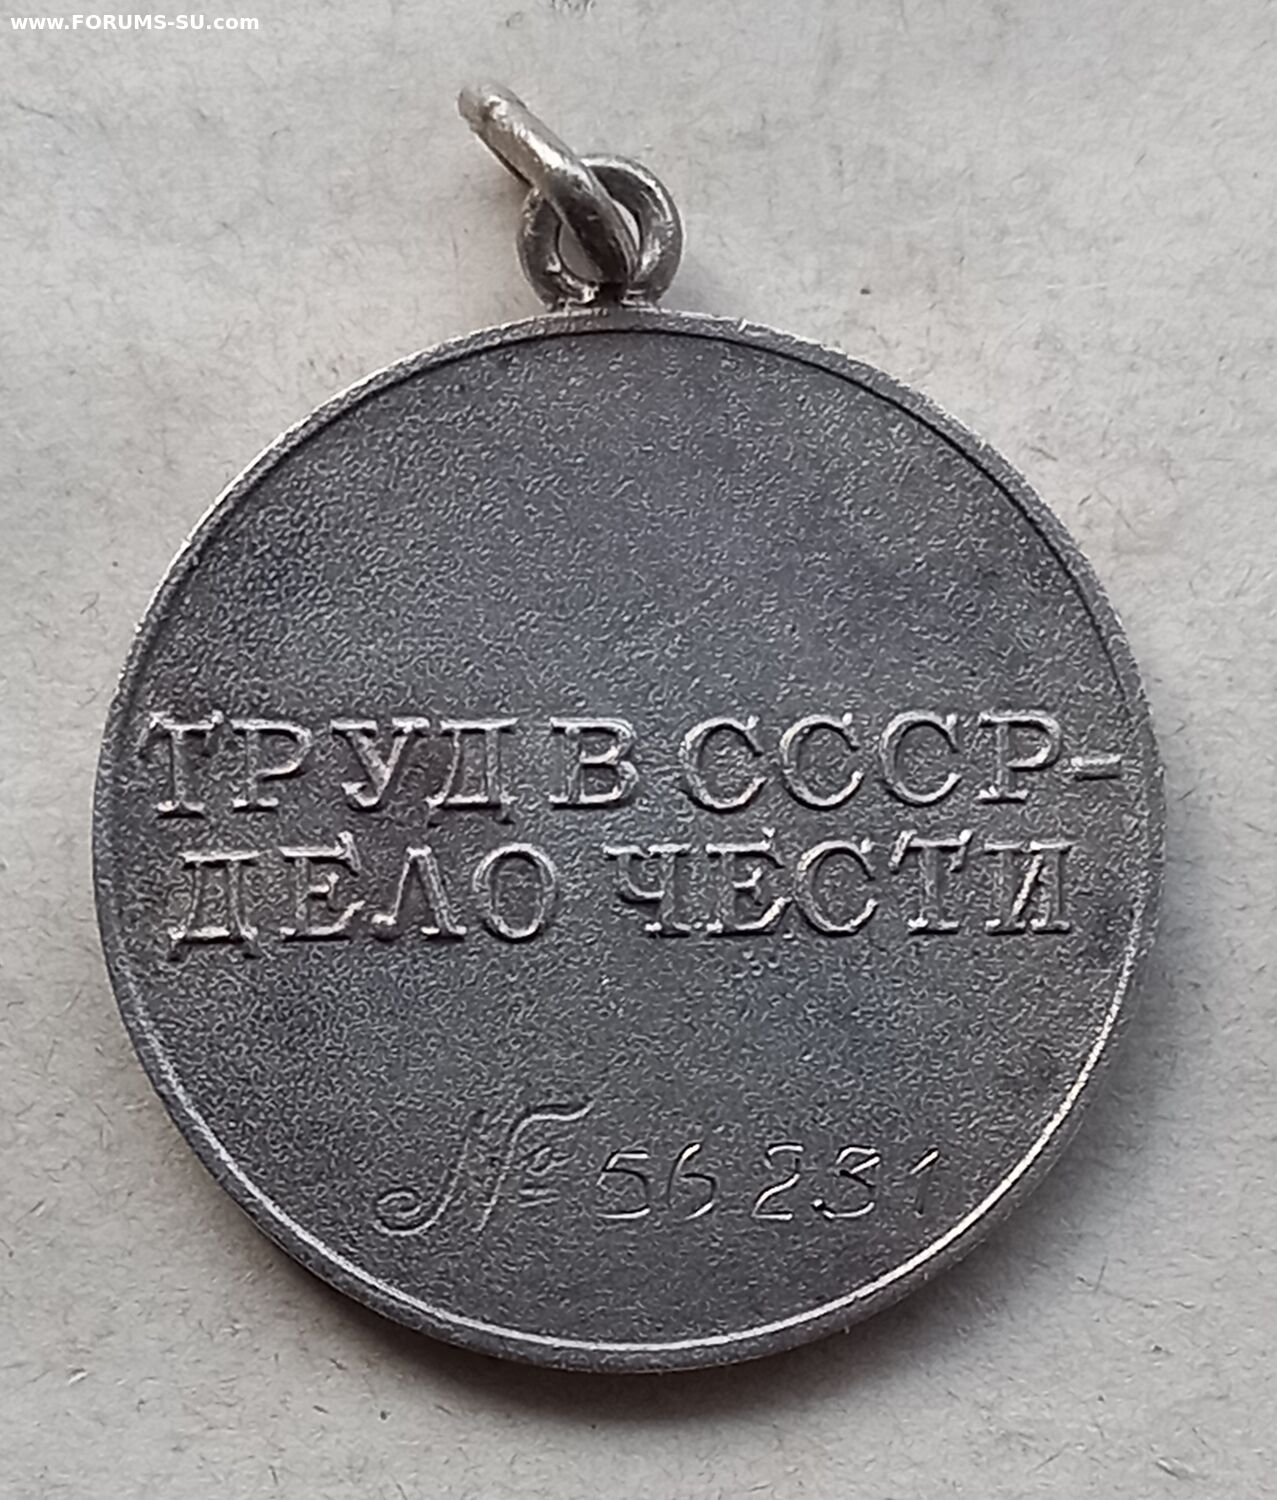 www.FORUMS-SU.com
ТРУД В СССР-
ДЕЛО ЧЕСТИ
№ 56231